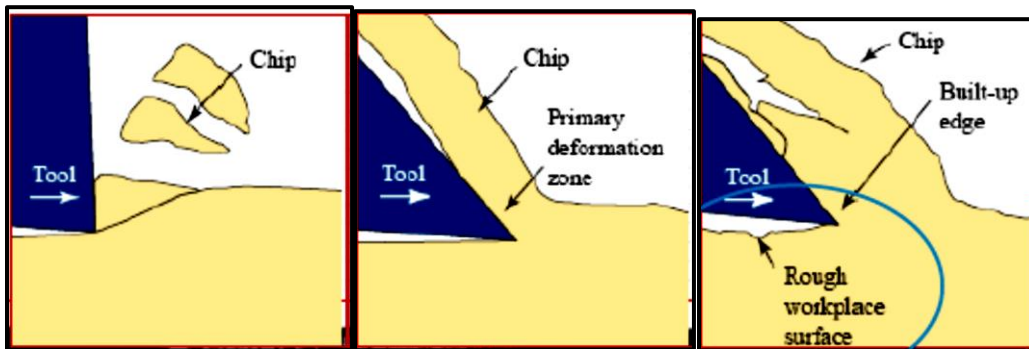 Chip
Tool
Chip
Primary
deformation
zone
Tool
Chip
Built-up
edge
Tool
Rough
workplace
surface